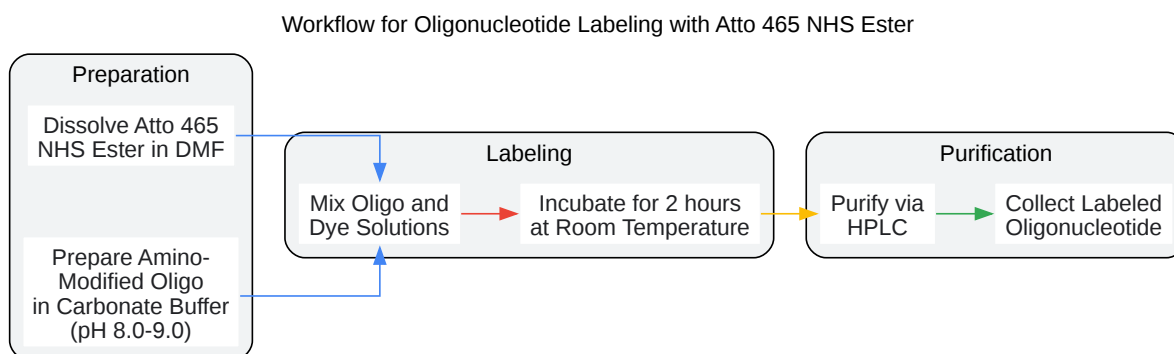 Workflow for Oligonucleotide Labeling with Atto 465 NHS Ester
Preparation
Dissolve Atto 465
NHS Ester in DMF
Prepare Amino-
Modified Oligo
in Carbonate Buffer
(pH 8.0-9.0)
Labeling
Mix Oligo and
Dye Solutions
Incubate for 2 hours
at Room Temperature
Purification
Purify via
HPLC
Collect Labeled
Oligonucleotide